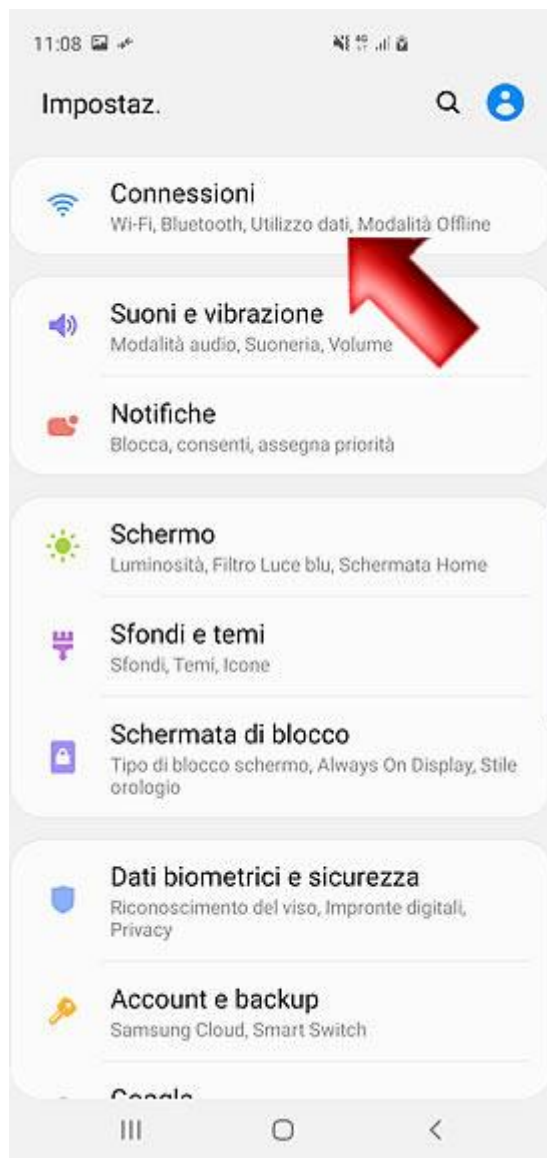 11:08
Impostaz.
Connessioni
Wi-Fi, Bluetooth, Utilizzo dati, Modalità Offline
Suoni e vibrazione
Modalità audio, Suoneria, Volume
Notifiche
Blocca, consenti, assegna priorità
Schermo
Luminosità, Filtro Luce blu, Schermata Home
Sfondi e temi
Sfondi, Temi, Icone
Schermata di blocco
Tipo di blocco schermo, Always On Display, Stile
orologio
Dati biometrici e sicurezza
Riconoscimento del viso, Impronte digitali,
Privacy
Account e backup
Samsung Cloud, Smart Switch
Google